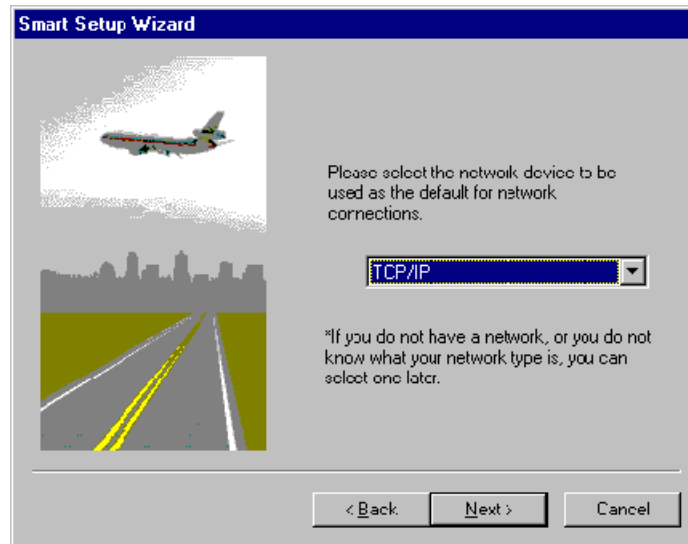 Smart Setup Wizard
Please select the network device to be
used as the default for network
connections.
TCP/IP
*If you do not have a network, or you do not
know what your network type is, you can
select one later.
< Back
Next >
Cancel